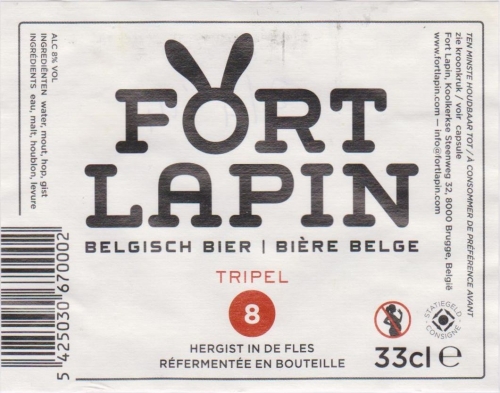 ALC 8% VOL
INGREDIËNTEN water, mout, hop, gist
INGRÉDIENTS eau, malt, houblon, levure
FORT
LAPIN
BELGISCH BIER | BIÈRE BELGE
TRIPEL
8
HERGIST IN DE FLES
RÉFERMENTÉE EN BOUTEILLE
5 425030 670002
TEN MINSTE HOUDBAAR TOT / À CONSOMMER DE PRÉFÉRENCE AVANT
zie kroonkruk / voir capsule
Fort Lapin, Koolkerkse Steenweg 32, 8000 Brugge, België
www.fortlapin.com — info@fortlapin.com
STATIEGELD
CONSIGNE
33cl e